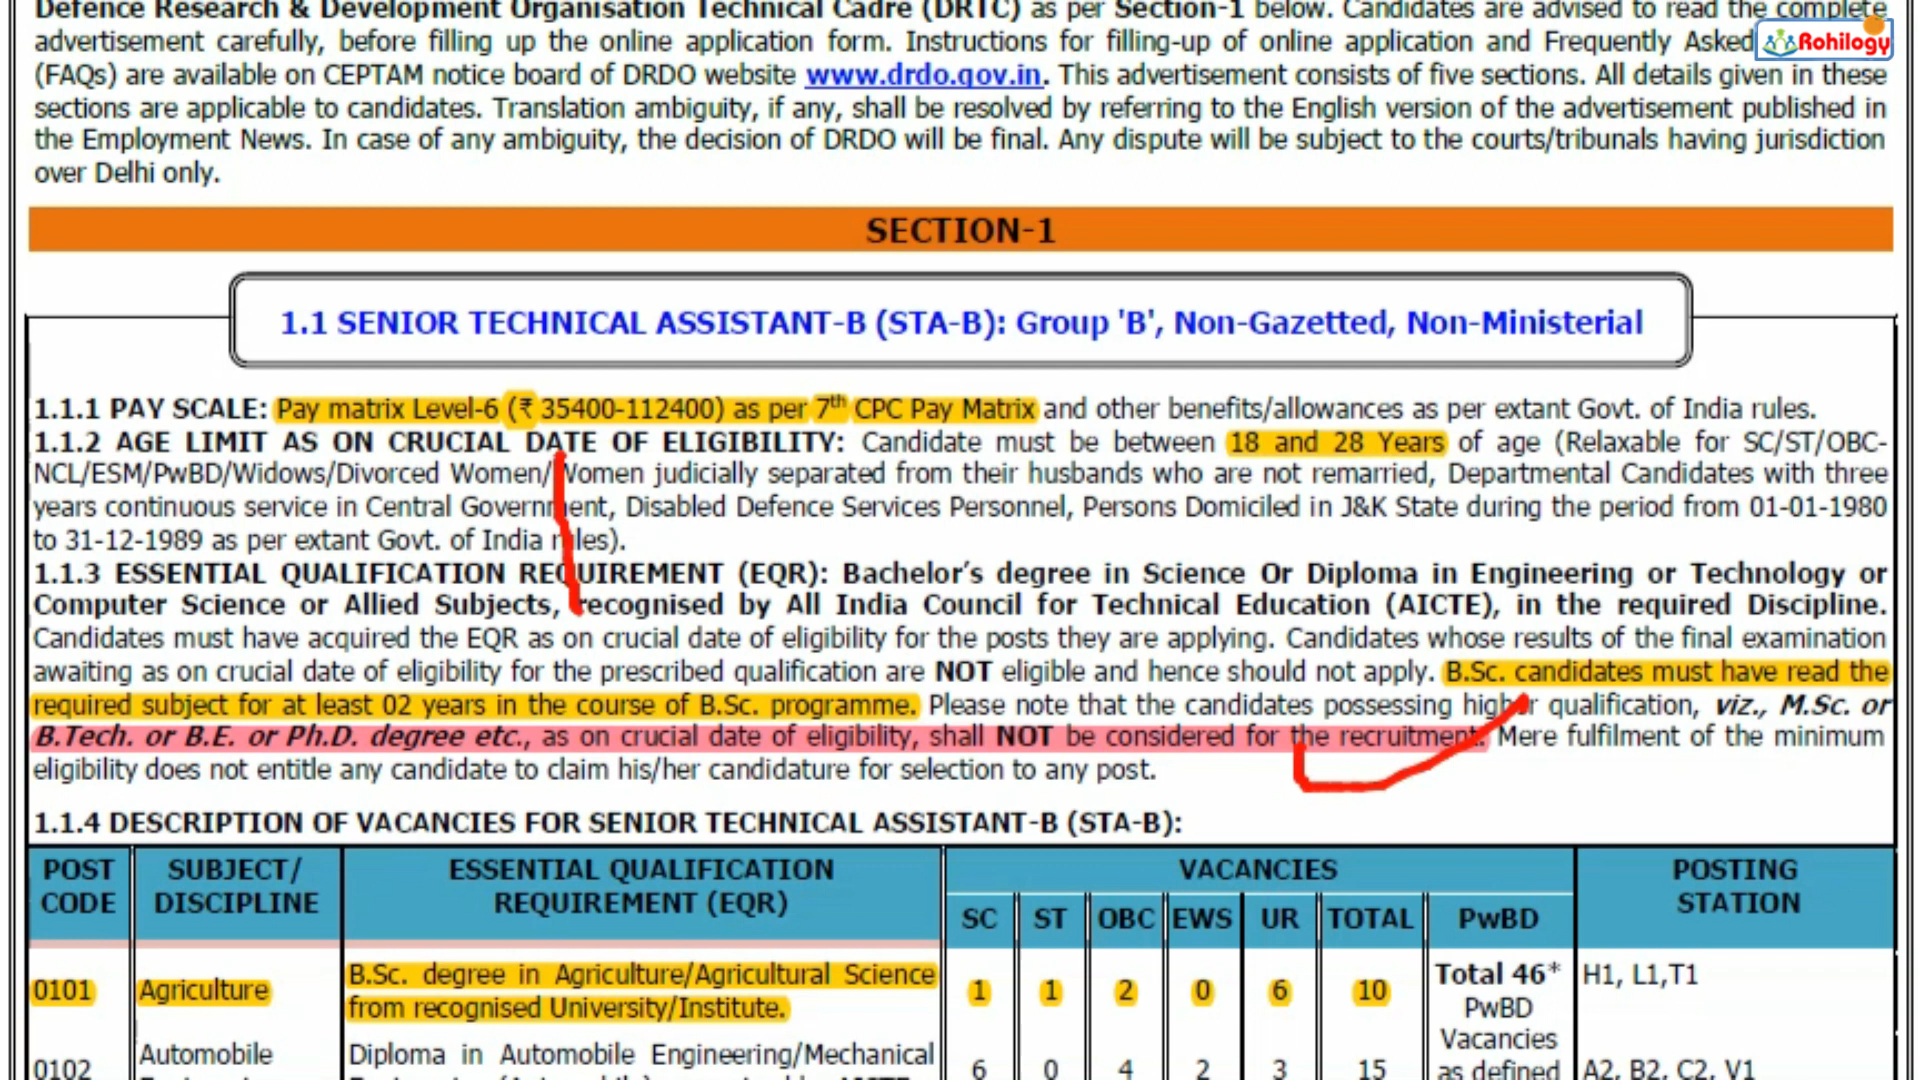 Defence Research & Development Organisation Technical Cadre (DRTC) as per Section-1 below. Candidates are advised to read the complete
advertisement carefully, before filling up the online application form. Instructions for filling-up of online application and Frequently Asked
Rohilogy
(FAQs) are available on CEPTAM notice board of DRDO website www.drdo.gov.in. This advertisement consists of five sections. All details given in these
sections are applicable to candidates. Translation ambiguity, if any, shall be resolved by referring to the English version of the advertisement published in
the Employment News. In case of any ambiguity, the decision of DRDO will be final. Any dispute will be subject to the courts/tribunals having jurisdiction
over Delhi only.
SECTION-1
1.1 SENIOR TECHNICAL ASSISTANT-B (STA-B): Group 'B', Non-Gazetted, Non-Ministerial
1.1.1 PAY SCALE: Pay matrix Level-6 (₹ 35400-112400) as per 7th CPC Pay Matrix and other benefits/allowances as per extant Govt. of India rules.
1.1.2 AGE LIMIT AS ON CRUCIAL DATE OF ELIGIBILITY: Candidate must be between 18 and 28 Years of age (Relaxable for SC/ST/OBC-
NCL/ESM/PwBD/Widows/Divorced Women/Women judicially separated from their husbands who are not remarried, Departmental Candidates with three
years continuous service in Central Government, Disabled Defence Services Personnel, Persons Domiciled in J&K State during the period from 01-01-1980
to 31-12-1989 as per extant Govt. of India rules).
1.1.3 ESSENTIAL QUALIFICATION REQUIREMENT (EQR): Bachelor's degree in Science Or Diploma in Engineering or Technology or
Computer Science or Allied Subjects, recognised by All India Council for Technical Education (AICTE), in the required Discipline.
Candidates must have acquired the EQR as on crucial date of eligibility for the posts they are applying. Candidates whose results of the final examination
awaiting as on crucial date of eligibility for the prescribed qualification are NOT eligible and hence should not apply. B.Sc. candidates must have read the
required subject for at least 02 years in the course of B.Sc. programme. Please note that the candidates possessing higher qualification, viz., M.Sc. or
B.Tech. or B.E. or Ph.D. degree etc., as on crucial date of eligibility, shall NOT be considered for the recruitment. Mere fulfilment of the minimum
eligibility does not entitle any candidate to claim his/her candidature for selection to any post.
1.1.4 DESCRIPTION OF VACANCIES FOR SENIOR TECHNICAL ASSISTANT-B (STA-B):
POST CODE SUBJECT/ DISCIPLINE ESSENTIAL QUALIFICATION REQUIREMENT (EQR) VACANCIES POSTING STATION
SC ST OBC EWS UR TOTAL PwBD
0101 Agriculture B.Sc. degree in Agriculture/Agricultural Science from recognised University/Institute. 1 1 2 0 6 10 Total 46* PwBD H1, L1,T1
0102 Automobile Diploma in Automobile Engineering/Mechanical 6 0 4 2 3 15 Vacancies as defined A2, B2, C2, V1